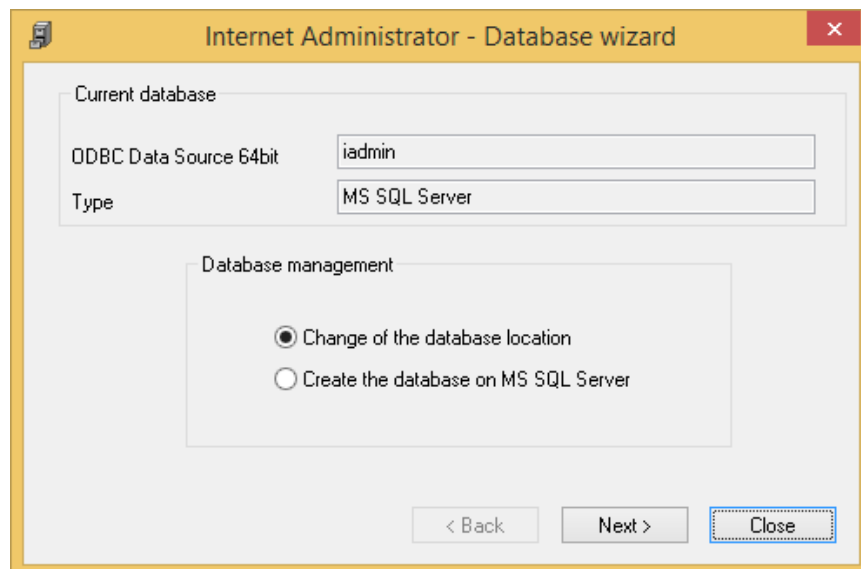 Internet Administrator - Database wizard
Current database
ODBC Data Source 64bit iadmin
Type MS SQL Server
Database management
Change of the database location
Create the database on MS SQL Server
< Back Next > Close